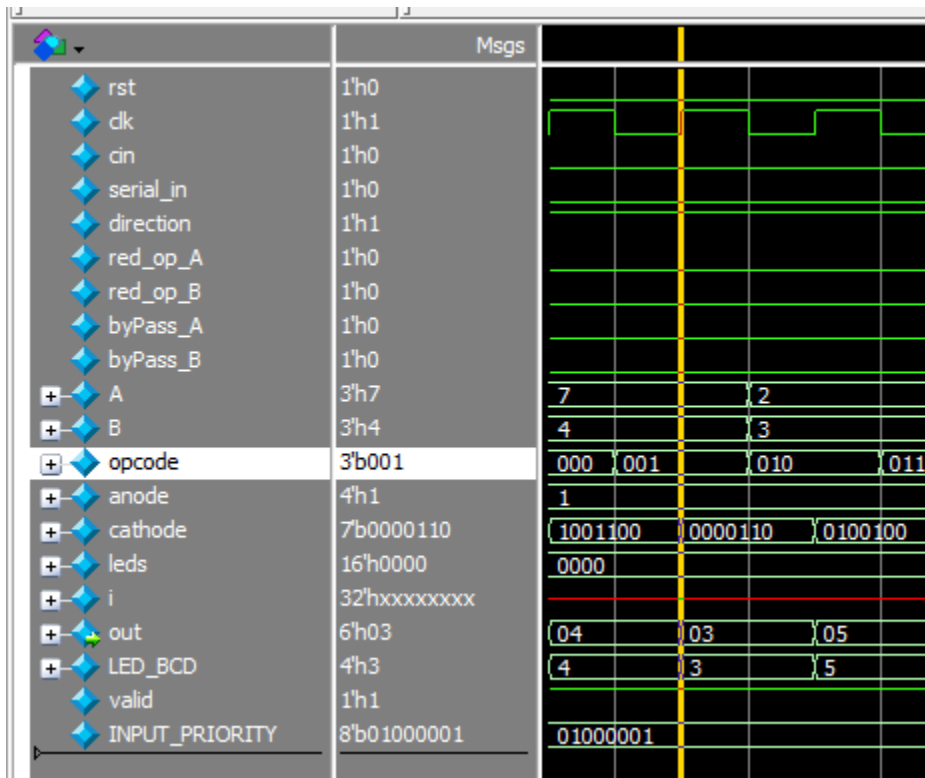 Msgs
rst 1'h0
clk 1'h1
cin 1'h0
serial_in 1'h0
direction 1'h1
red_op_A 1'h0
red_op_B 1'h0
byPass_A 1'h0
byPass_B 1'h0
A 3'h7 7 2
B 3'h4 4 3
opcode 3'b001 000 001 010 011
anode 4'h1 1
cathode 7'b0000110 1001100 0000110 0100100
leds 16'h0000 0000
i 32'hxxxxxxxx
out 6'h03 04 03 05
LED_BCD 4'h3 4 3 5
valid 1'h1
INPUT_PRIORITY 8'b01000001 01000001